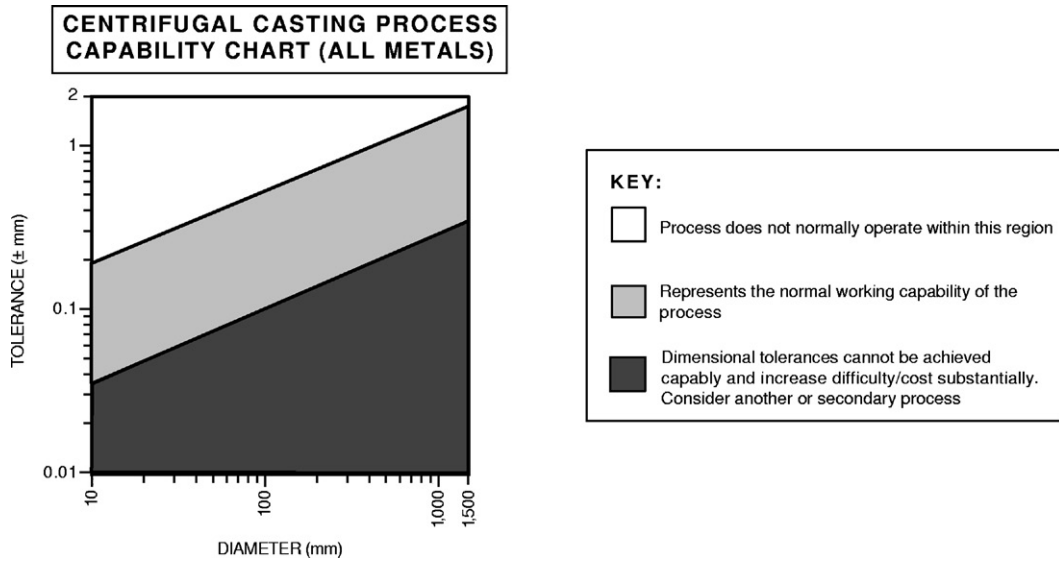 CENTRIFUGAL CASTING PROCESS
CAPABILITY CHART (ALL METALS)
TOLERANCE (± mm)
2
1
0.1
0.01
10
100
1,000
1,500
DIAMETER (mm)
KEY:
Process does not normally operate within this region
Represents the normal working capability of the
process
Dimensional tolerances cannot be achieved
capably and increase difficulty/cost substantially.
Consider another or secondary process